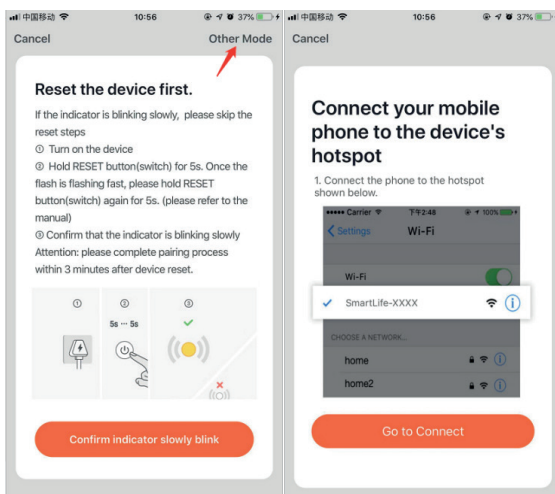 中国移动 10:56 37%
Cancel Other Mode
Reset the device first.
If the indicator is blinking slowly, please skip the
reset steps
① Turn on the device
② Hold RESET button(switch) for 5s. Once the
flash is flashing fast, please hold RESET
button(switch) again for 5s. (please refer to the
manual)
③ Confirm that the indicator is blinking slowly
Attention: please complete pairing process
within 3 minutes after device reset.
① ② ③
5s ··· 5s
Confirm indicator slowly blink
中国移动 10:56 37%
Cancel
Connect your mobile
phone to the device's
hotspot
1. Connect the phone to the hotspot
shown below.
Carrier 下午2:48 100%
Settings Wi-Fi
Wi-Fi
SmartLife-XXXX
CHOOSE A NETWORK...
home
home2
Go to Connect